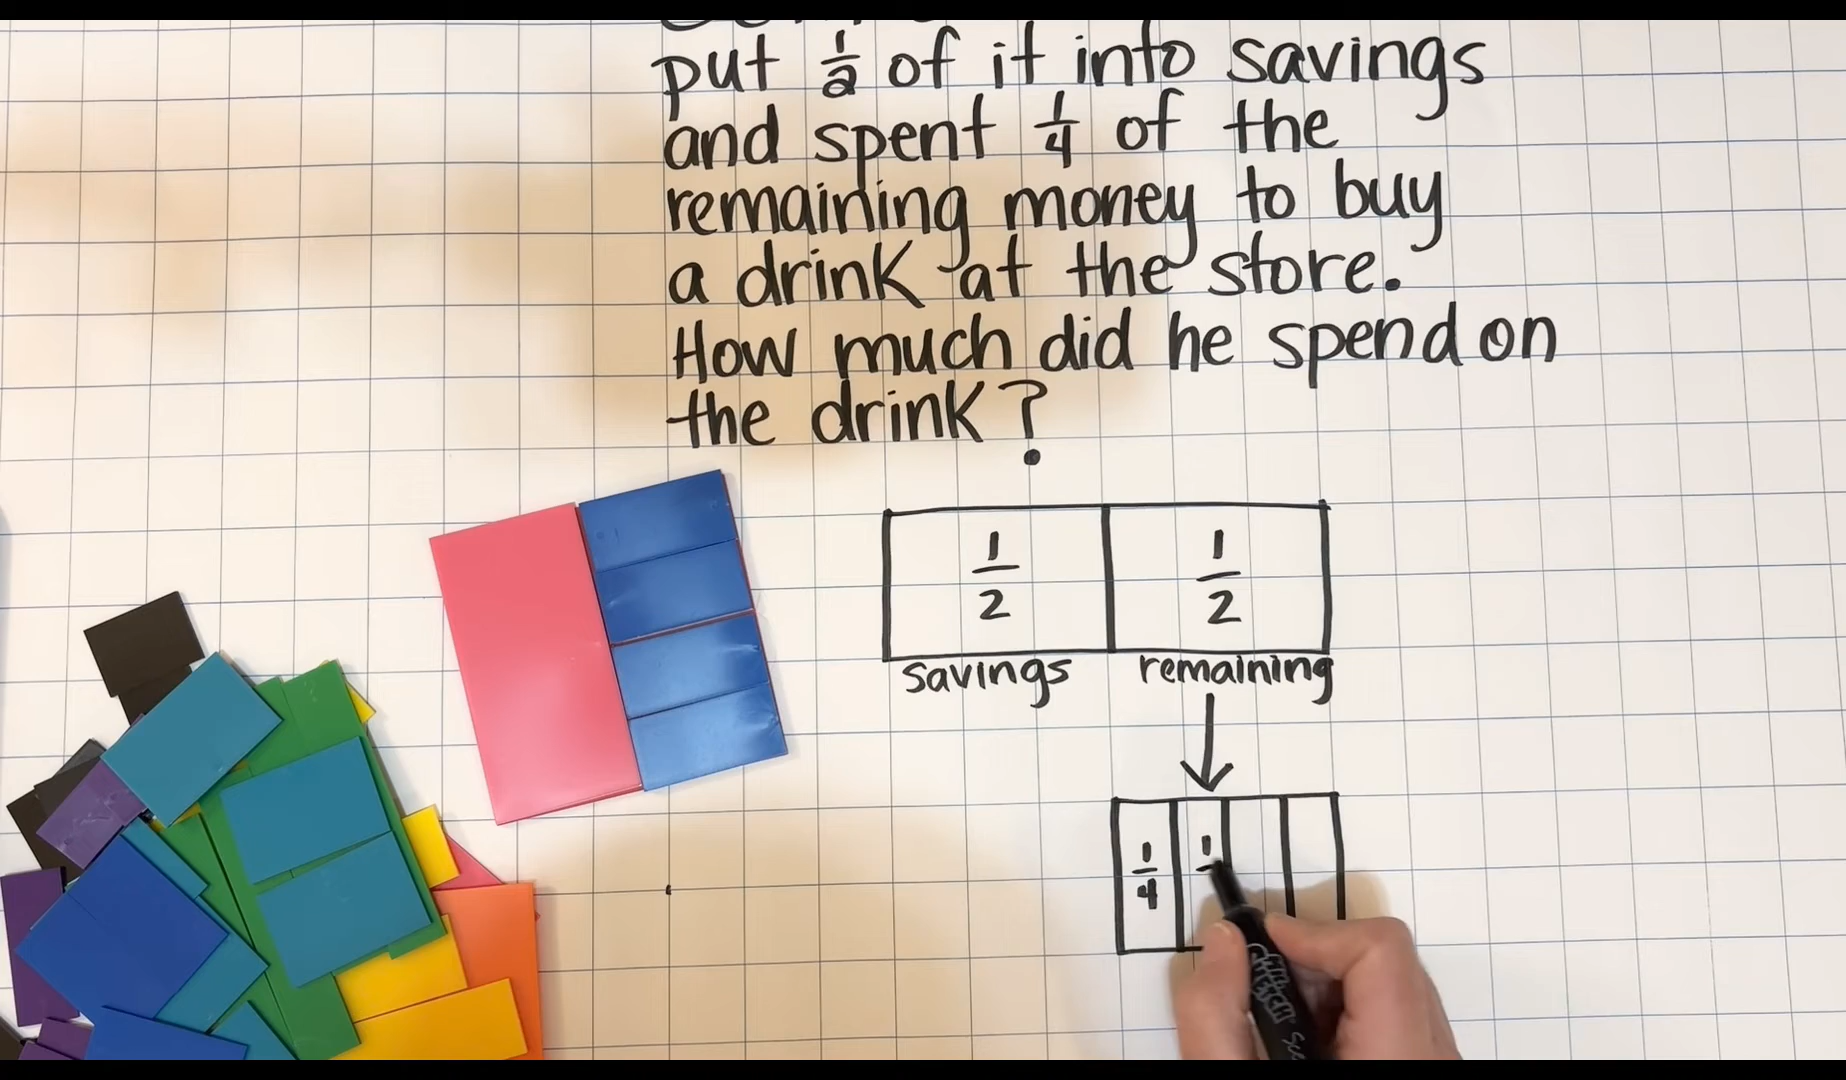 put 1/2 of it into savings
and spent 1/4 of the
remaining money to buy
a drink at the store.
How much did he spend on
the drink?
1/2 1/2
savings remaining
1/4 1